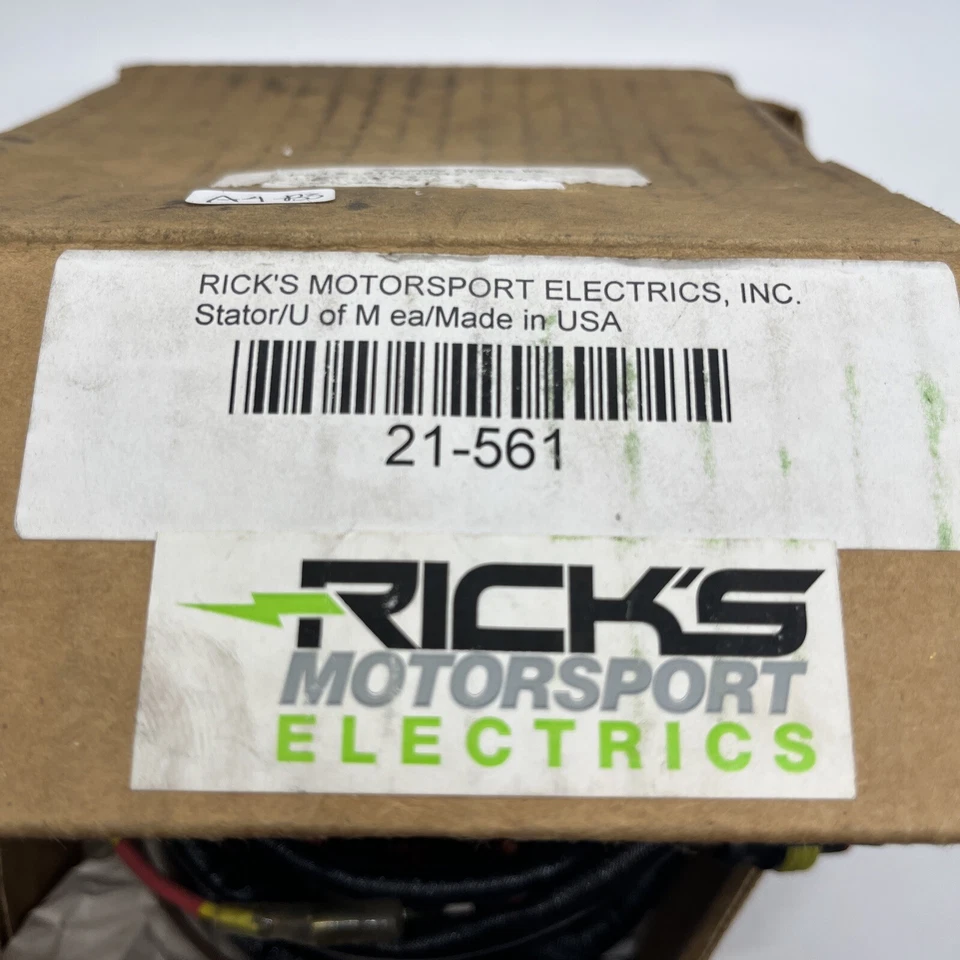 RICK'S MOTORSPORT ELECTRICS, INC.
Stator/U of M ea/Made in USA
21-561
RICK'S
MOTORSPORT
ELECTRICS